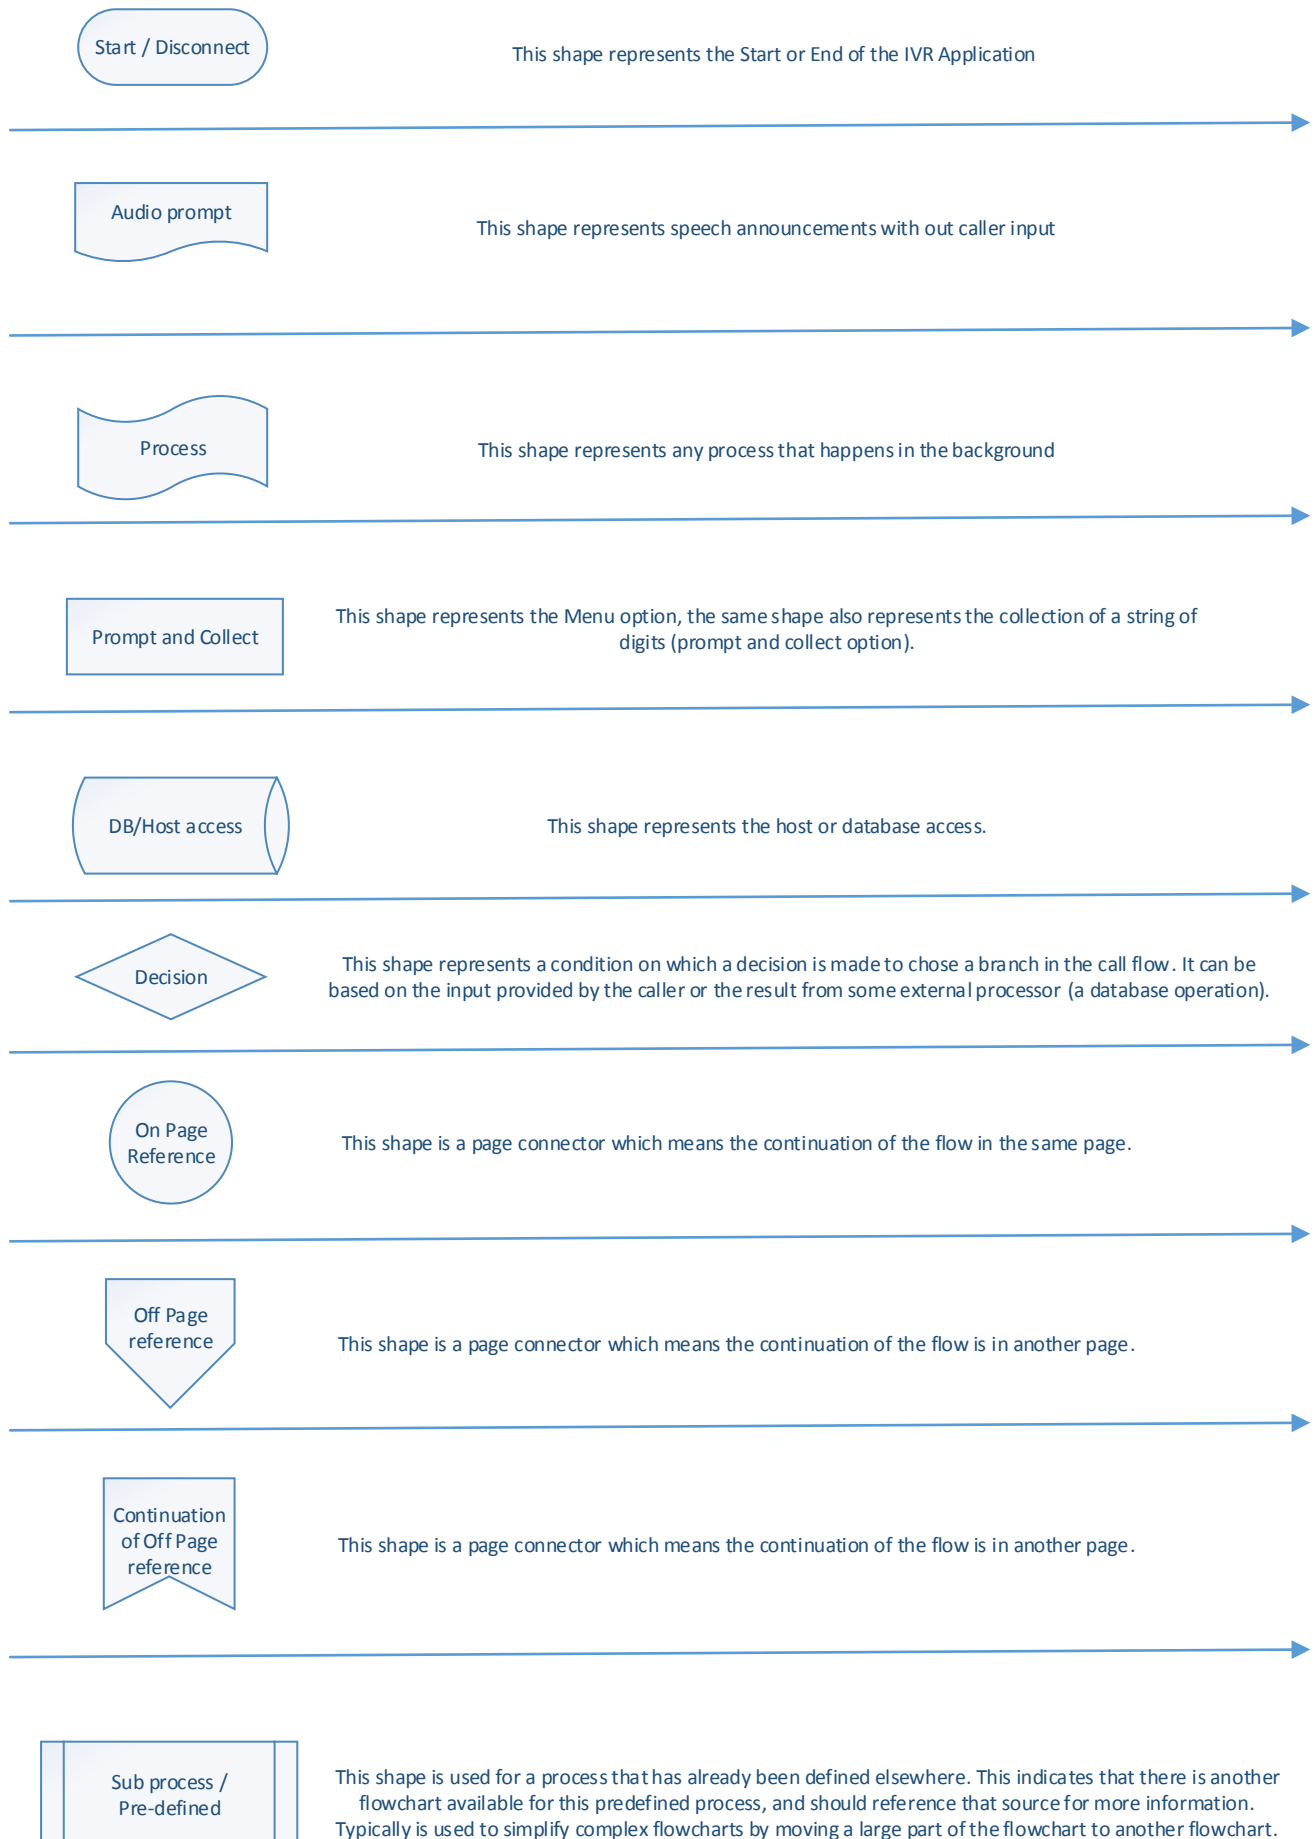 Start / Disconnect
This shape represents the Start or End of the IVR Application
Audio prompt
This shape represents speech announcements with out caller input
Process
This shape represents any process that happens in the background
Prompt and Collect
This shape represents the Menu option, the same shape also represents the collection of a string of
digits (prompt and collect option).
DB/Host access
This shape represents the host or database access.
Decision
This shape represents a condition on which a decision is made to chose a branch in the call flow. It can be
based on the input provided by the caller or the result from some external processor (a database operation).
On Page
Reference
This shape is a page connector which means the continuation of the flow in the same page.
Off Page
reference
This shape is a page connector which means the continuation of the flow is in another page.
Continuation
of Off Page
reference
This shape is a page connector which means the continuation of the flow is in another page.
Sub process /
Pre-defined
This shape is used for a process that has already been defined elsewhere. This indicates that there is another
flowchart available for this predefined process, and should reference that source for more information.
Typically is used to simplify complex flowcharts by moving a large part of the flowchart to another flowchart.